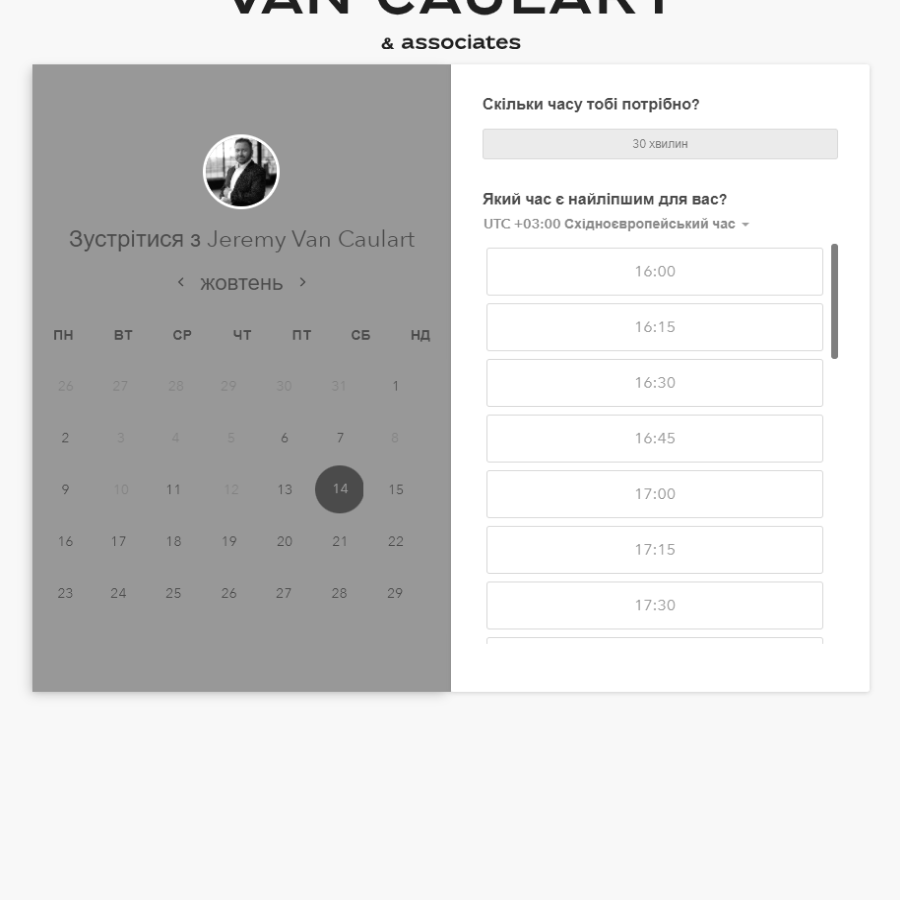 VAN CAULART
& associates
Зустрітися з Jeremy Van Caulart
жовтень
ПН ВТ СР ЧТ ПТ СБ НД
26 27 28 29 30 31 1
2 3 4 5 6 7 8
9 10 11 12 13 14 15
16 17 18 19 20 21 22
23 24 25 26 27 28 29
Скільки часу тобі потрібно?
30 хвилин
Який час є найліпшим для вас?
UTC +03:00 Східноєвропейський час
16:00
16:15
16:30
16:45
17:00
17:15
17:30